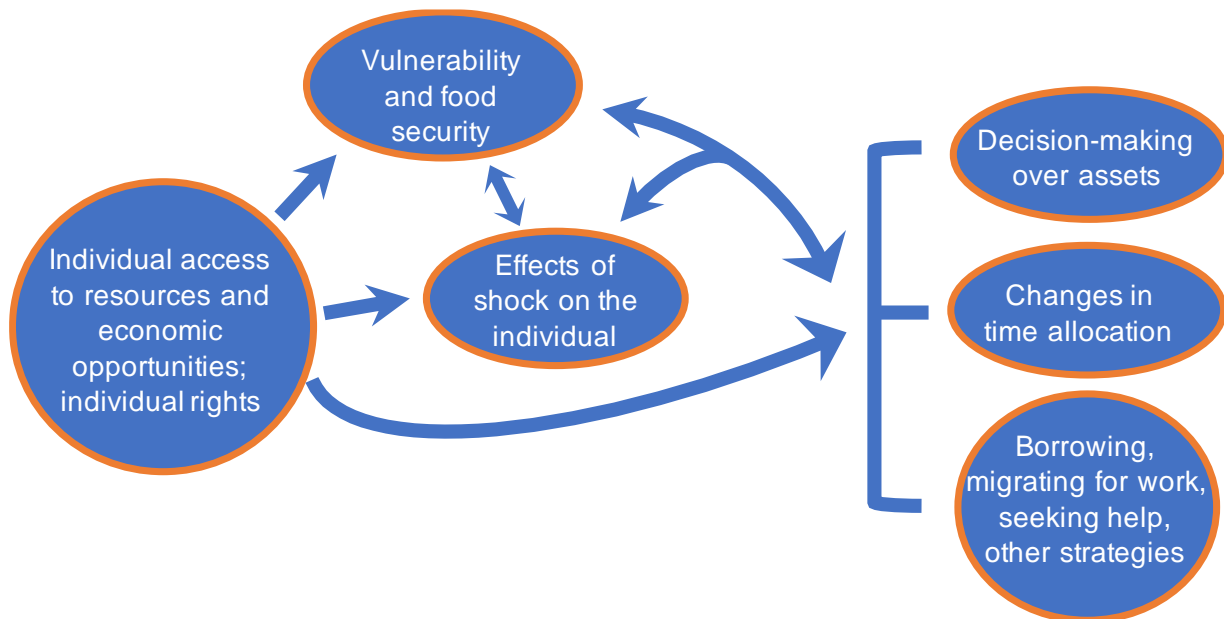 Vulnerability
and food
security
Individual access
to resources and
economic
opportunities;
individual rights
Effects of
shock on the
individual
Decision-making
over assets
Changes in
time allocation
Borrowing,
migrating for work,
seeking help,
other strategies